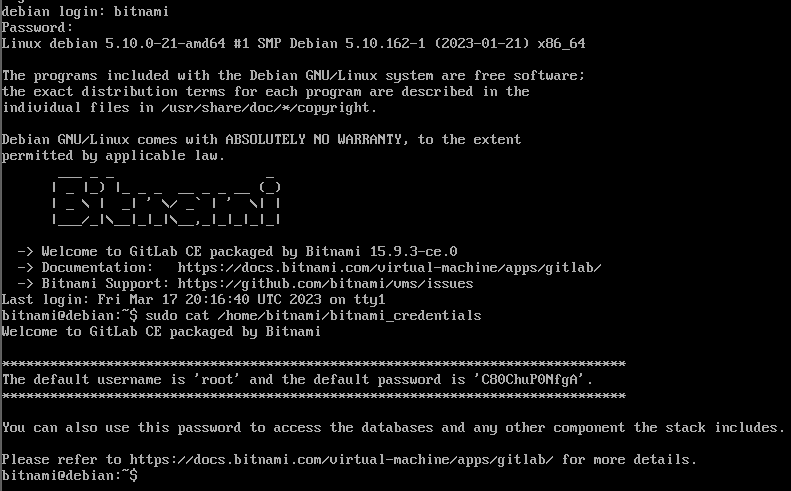 debian login: bitnami
Password:
Linux debian 5.10.0-21-amd64 #1 SMP Debian 5.10.162-1 (2023-01-21) x86_64
The programs included with the Debian GNU/Linux system are free software;
the exact distribution terms for each program are described in the
individual files in /usr/share/doc/*/copyright.
Debian GNU/Linux comes with ABSOLUTELY NO WARRANTY, to the extent
permitted by applicable law.
Bitnami
-> Welcome to GitLab CE packaged by Bitnami 15.9.3-ce.0
-> Documentation: https://docs.bitnami.com/virtual-machine/apps/gitlab/
-> Bitnami Support: https://github.com/bitnami/vms/issues
Last login: Fri Mar 17 20:16:40 UTC 2023 on tty1
bitnami@debian:~$ sudo cat /home/bitnami/bitnami_credentials
Welcome to GitLab CE packaged by Bitnami
******************************************************************************
The default username is 'root' and the default password is 'C80ChuP0NfgA'.
******************************************************************************
You can also use this password to access the databases and any other component the stack includes.
Please refer to https://docs.bitnami.com/virtual-machine/apps/gitlab/ for more details.
bitnami@debian:~$